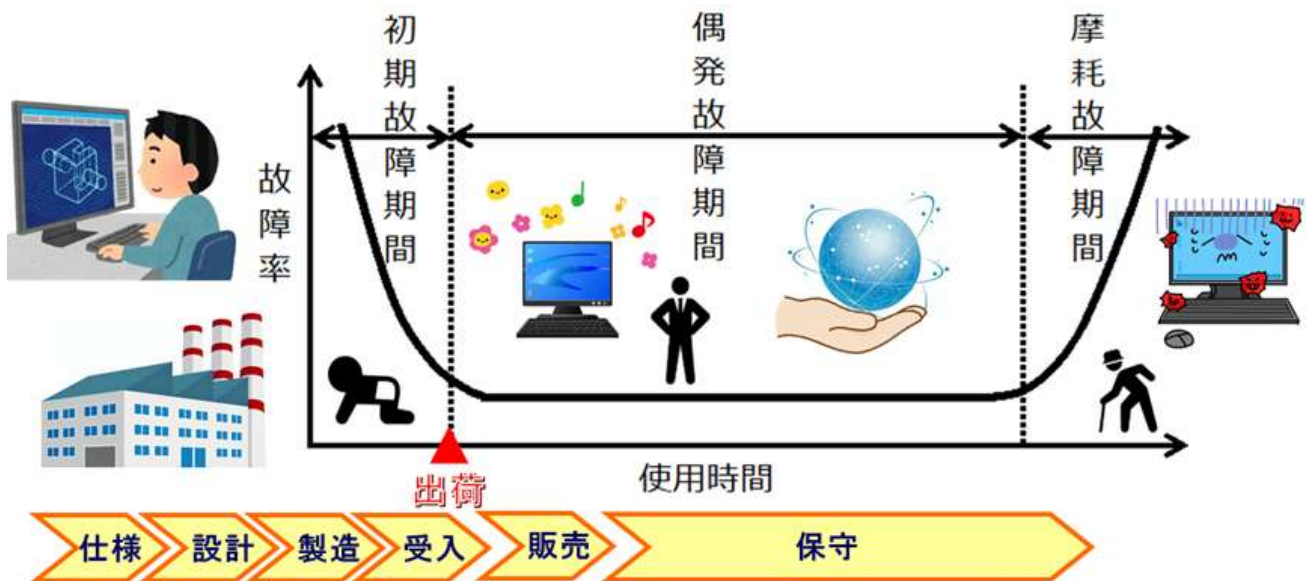 初期故障期間
偶発故障期間
摩耗故障期間
故障率
使用時間
出荷
仕様
設計
製造
受入
販売
保守